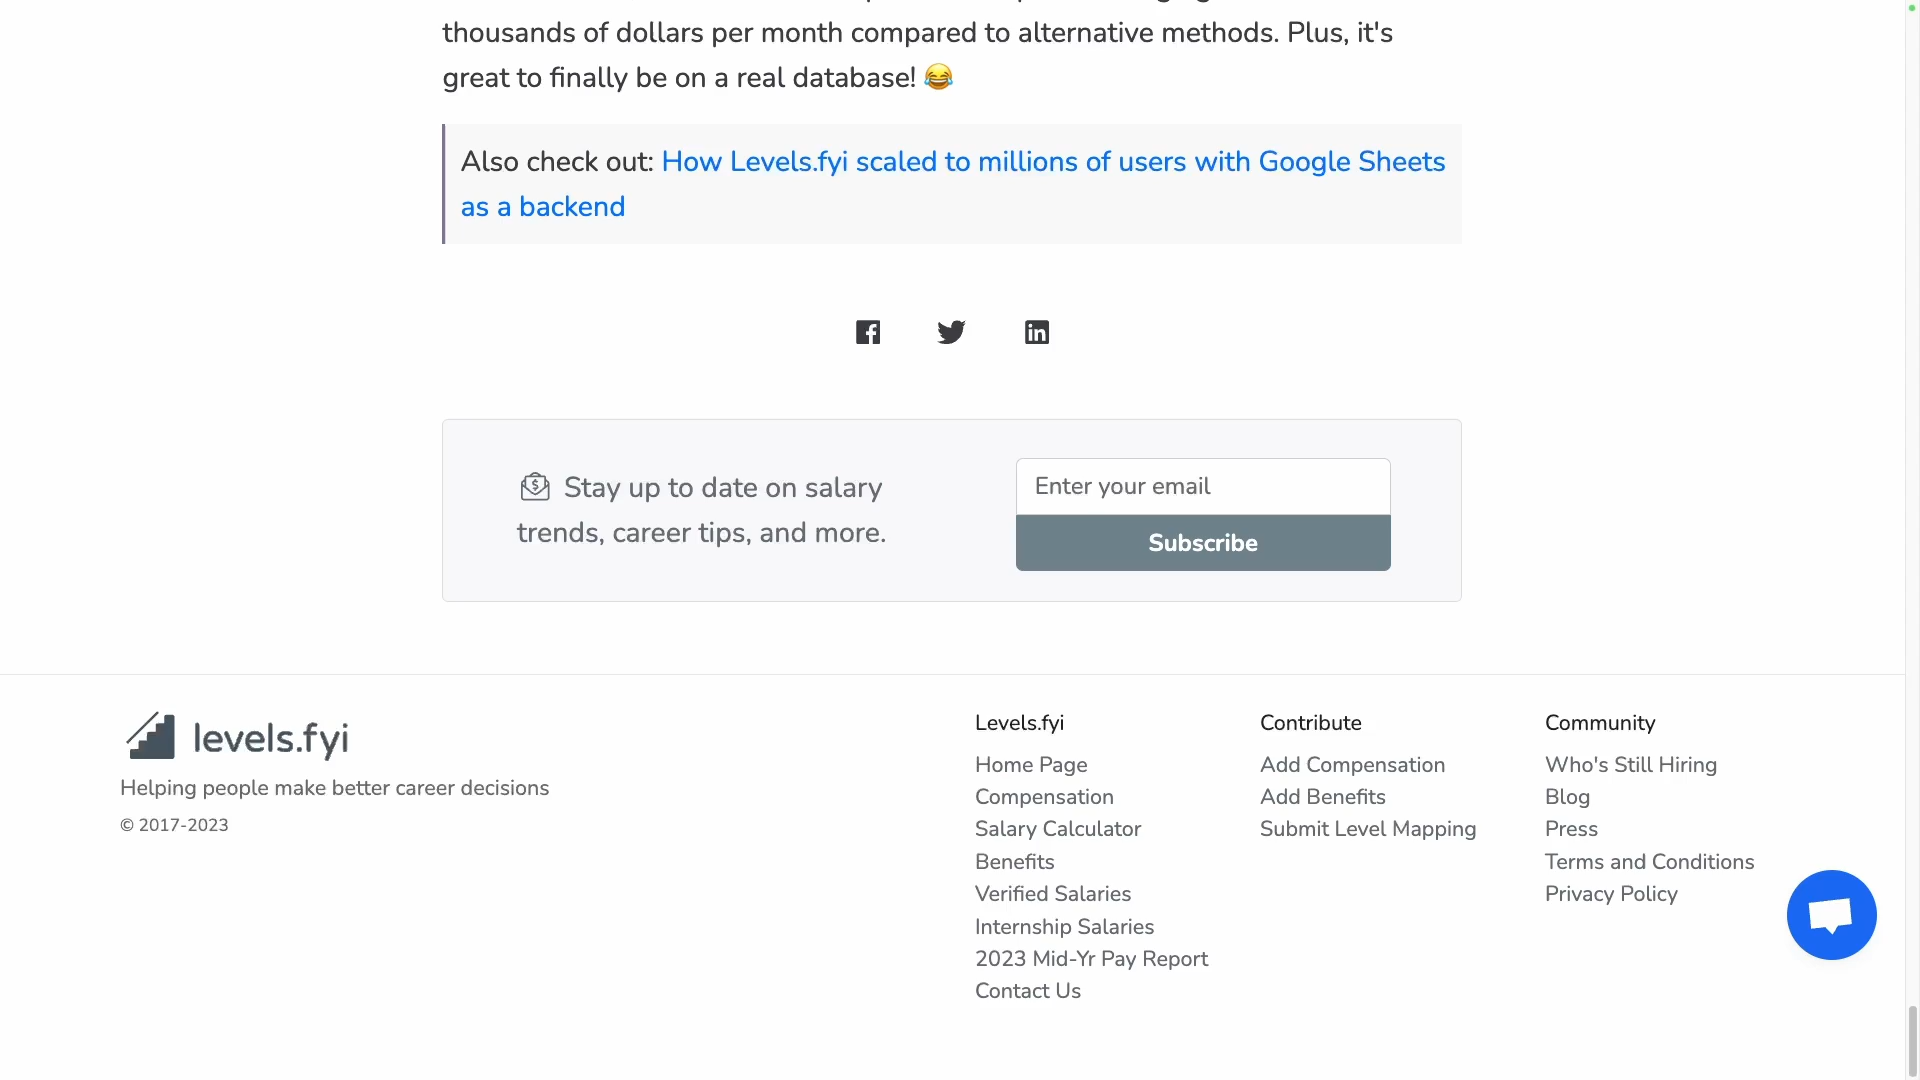 thousands of dollars per month compared to alternative methods. Plus, it's
great to finally be on a real database! 😂
Also check out: How Levels.fyi scaled to millions of users with Google Sheets
as a backend
Stay up to date on salary
trends, career tips, and more.
Enter your email
Subscribe
levels.fyi
Helping people make better career decisions
© 2017-2023
Levels.fyi
Home Page
Compensation
Salary Calculator
Benefits
Verified Salaries
Internship Salaries
2023 Mid-Yr Pay Report
Contact Us
Contribute
Add Compensation
Add Benefits
Submit Level Mapping
Community
Who's Still Hiring
Blog
Press
Terms and Conditions
Privacy Policy